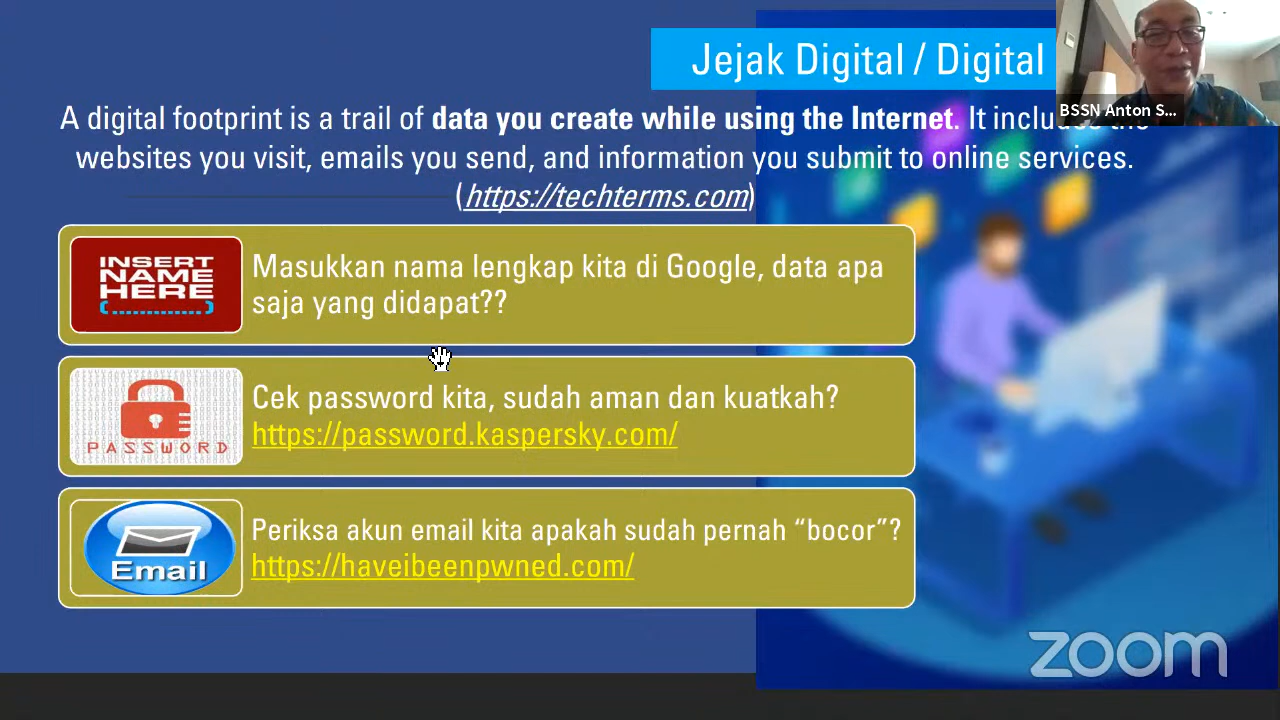 Jejak Digital / Digital
BSSN Anton S...
A digital footprint is a trail of data you create while using the Internet. It includes the
websites you visit, emails you send, and information you submit to online services.
(https://techterms.com)
INSERT
NAME
HERE
(.............)
Masukkan nama lengkap kita di Google, data apa
saja yang didapat??
PASSWORD
Cek password kita, sudah aman dan kuatkah?
https://password.kaspersky.com/
Email
Periksa akun email kita apakah sudah pernah “bocor”?
https://haveibeenpwned.com/
zoom